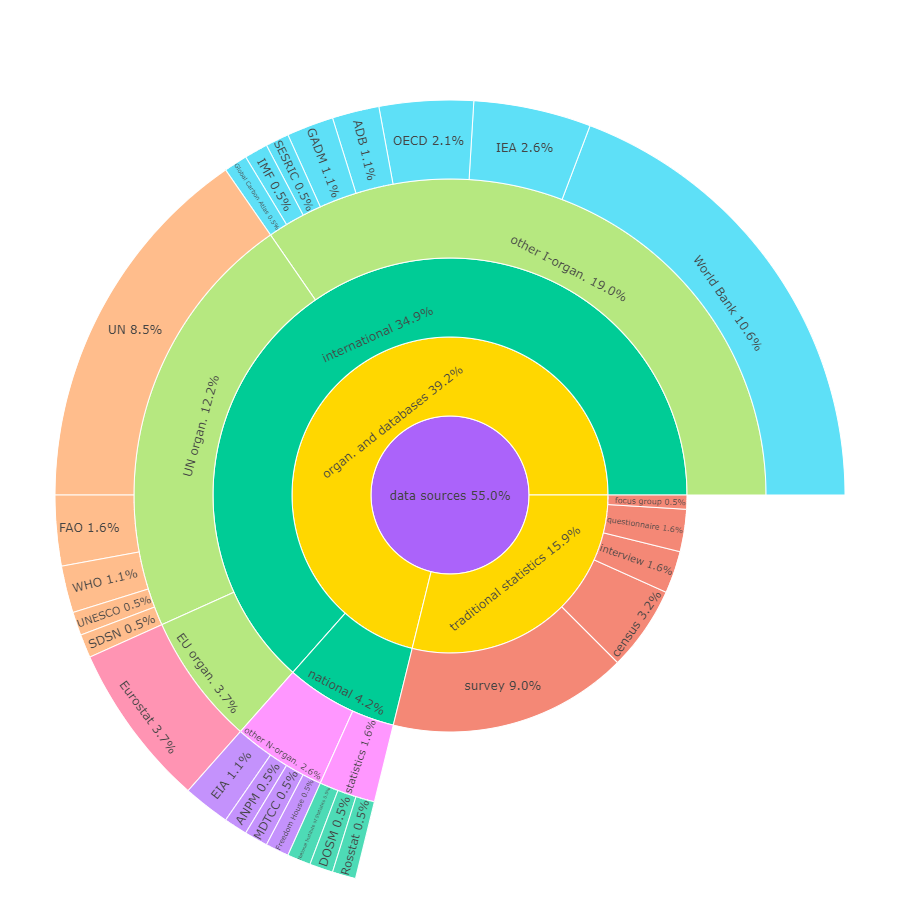 data sources 55.0%
organ. and databases 39.2%
traditional statistics 15.9%
international 34.9%
national 4.2%
other I-organ. 19.0%
UN organ. 12.2%
EU organ. 3.7%
World Bank 10.6%
IEA 2.6%
OECD 2.1%
ADB 1.1%
GADM 1.1%
SESRIC 0.5%
IMF 0.5%
Global Carbon Atlas 0.5%
UN 8.5%
FAO 1.6%
WHO 1.1%
UNESCO 0.5%
SDSN 0.5%
Eurostat 3.7%
other N-organ. 2.6%
statistics 1.6%
EIA 1.1%
ANPM 0.5%
MDTCC 0.5%
Freedom House 0.5%
DOSM 0.5%
Rosstat 0.5%
survey 9.0%
census 3.2%
interview 1.6%
questionnaire 1.6%
focus group 0.5%